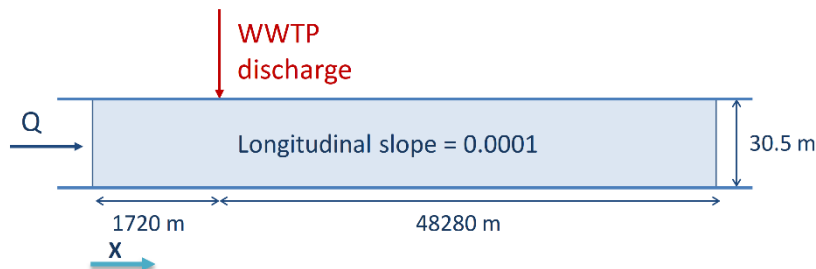 WWTP
discharge
Q
Longitudinal slope = 0.0001
30.5 m
1720 m
48280 m
X